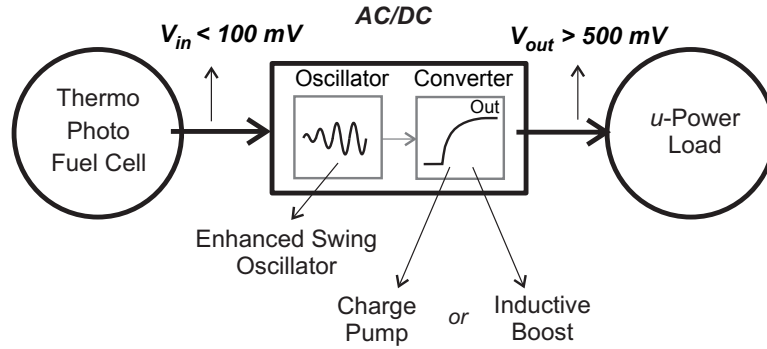 AC/DC
V_in < 100 mV
V_out > 500 mV
Thermo
Photo
Fuel Cell
Oscillator
Converter
Out
u-Power
Load
Enhanced Swing
Oscillator
Charge
Pump
or
Inductive
Boost